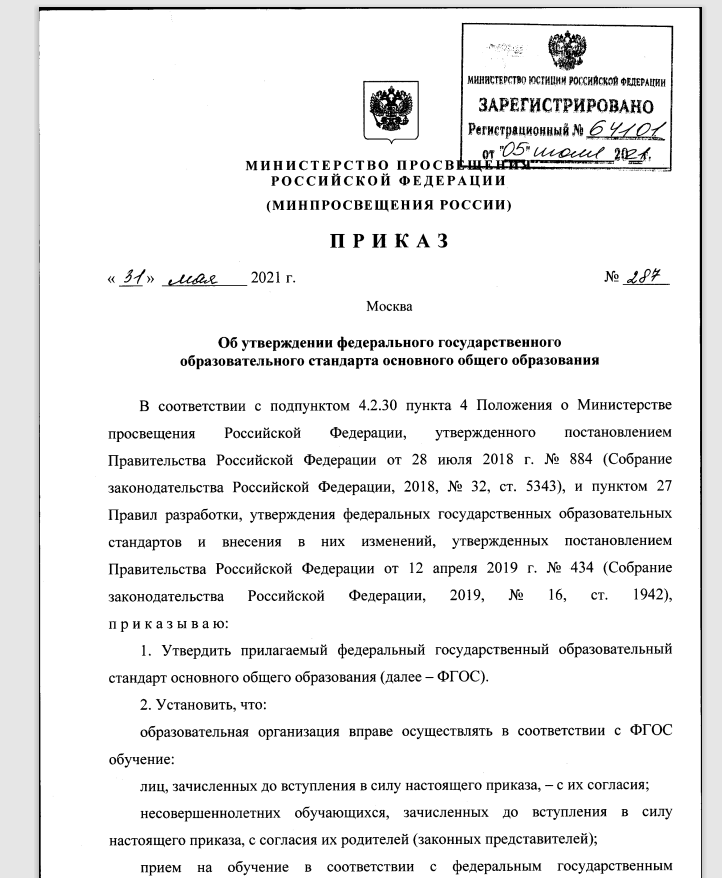 МИНИСТЕРСТВО ЮСТИЦИИ РОССИЙСКОЙ ФЕДЕРАЦИИ
ЗАРЕГИСТРИРОВАНО
Регистрационный № 64101
от "05" июля 2021г.
МИНИСТЕРСТВО ПРОСВЕЩЕНИЯ
РОССИЙСКОЙ ФЕДЕРАЦИИ
(МИНПРОСВЕЩЕНИЯ РОССИИ)
ПРИКАЗ
« 31 » мая 2021 г. № 287
Москва
Об утверждении федерального государственного
образовательного стандарта основного общего образования
В соответствии с подпунктом 4.2.30 пункта 4 Положения о Министерстве
просвещения Российской Федерации, утвержденного постановлением
Правительства Российской Федерации от 28 июля 2018 г. № 884 (Собрание
законодательства Российской Федерации, 2018, № 32, ст. 5343), и пунктом 27
Правил разработки, утверждения федеральных государственных образовательных
стандартов и внесения в них изменений, утвержденных постановлением
Правительства Российской Федерации от 12 апреля 2019 г. № 434 (Собрание
законодательства Российской Федерации, 2019, № 16, ст. 1942),
п р и к а з ы в а ю:
1. Утвердить прилагаемый федеральный государственный образовательный
стандарт основного общего образования (далее – ФГОС).
2. Установить, что:
образовательная организация вправе осуществлять в соответствии с ФГОС
обучение:
лиц, зачисленных до вступления в силу настоящего приказа, – с их согласия;
несовершеннолетних обучающихся, зачисленных до вступления в силу
настоящего приказа, с согласия их родителей (законных представителей);
прием на обучение в соответствии с федеральным государственным